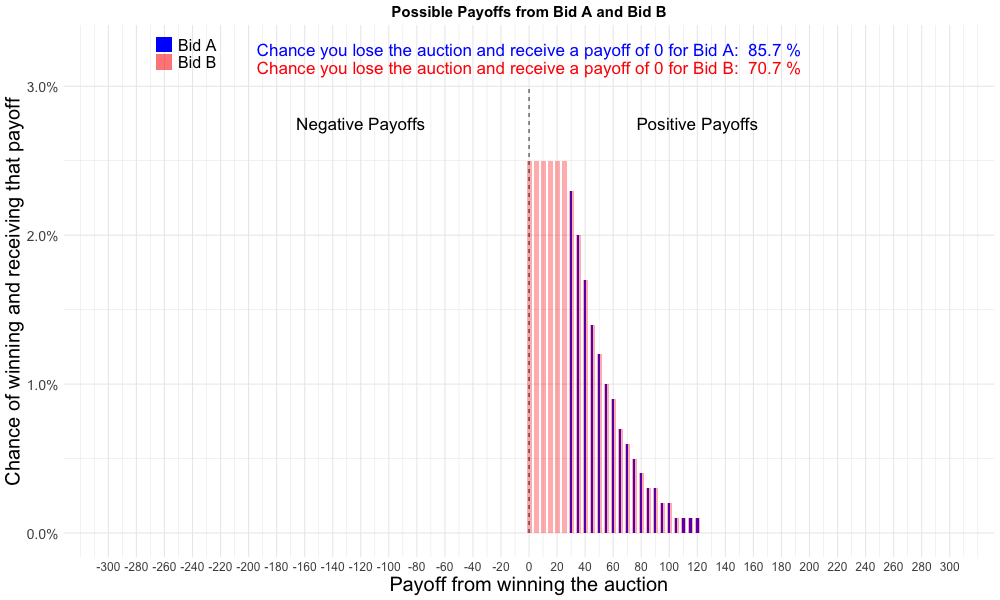 Possible Payoffs from Bid A and Bid B
Bid A
Bid B
Chance you lose the auction and receive a payoff of 0 for Bid A:  85.7 %
Chance you lose the auction and receive a payoff of 0 for Bid B:  70.7 %
Negative Payoffs
Positive Payoffs
Chance of winning and receiving that payoff
3.0%
2.0%
1.0%
0.0%
-300 -280 -260 -240 -220 -200 -180 -160 -140 -120 -100 -80 -60 -40 -20 0 20 40 60 80 100 120 140 160 180 200 220 240 260 280 300
Payoff from winning the auction